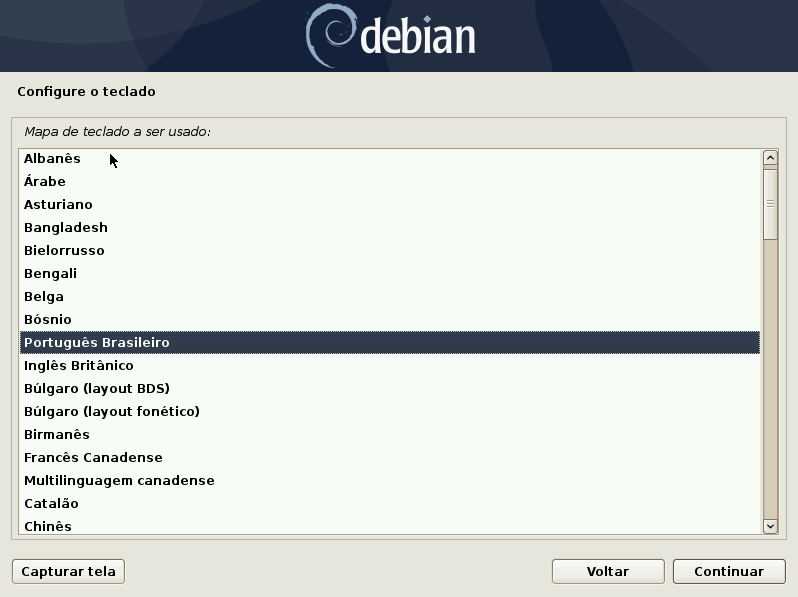 debian
Configure o teclado
Mapa de teclado a ser usado:
Albanês
Árabe
Asturiano
Bangladesh
Bielorrusso
Bengali
Belga
Bósnio
Português Brasileiro
Inglês Britânico
Búlgaro (layout BDS)
Búlgaro (layout fonético)
Birmanês
Francês Canadense
Multilinguagem canadense
Catalão
Chinês
Capturar tela
Voltar
Continuar